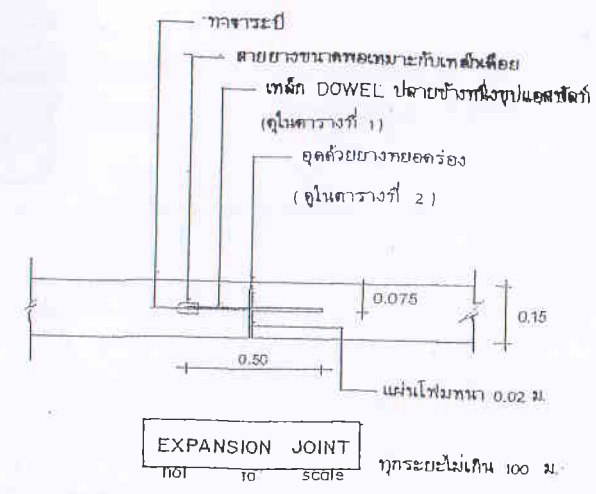 ทาจาระบี
ฝายยางขนาดพอเหมาะกับเหล็กเดือย
เหล็ก DOWEL ปลายข้างหนึ่งชุปแอสฟัลท์
(ดูในตารางที่ 1)
อุดด้วยยางหยอดร่อง
(ดูในตารางที่ 2)
0.075
0.15
0.50
แผ่นโฟมหนา 0.02 ม.
EXPANSION JOINT
not to scale
ทุกระยะไม่เกิน 100 ม.